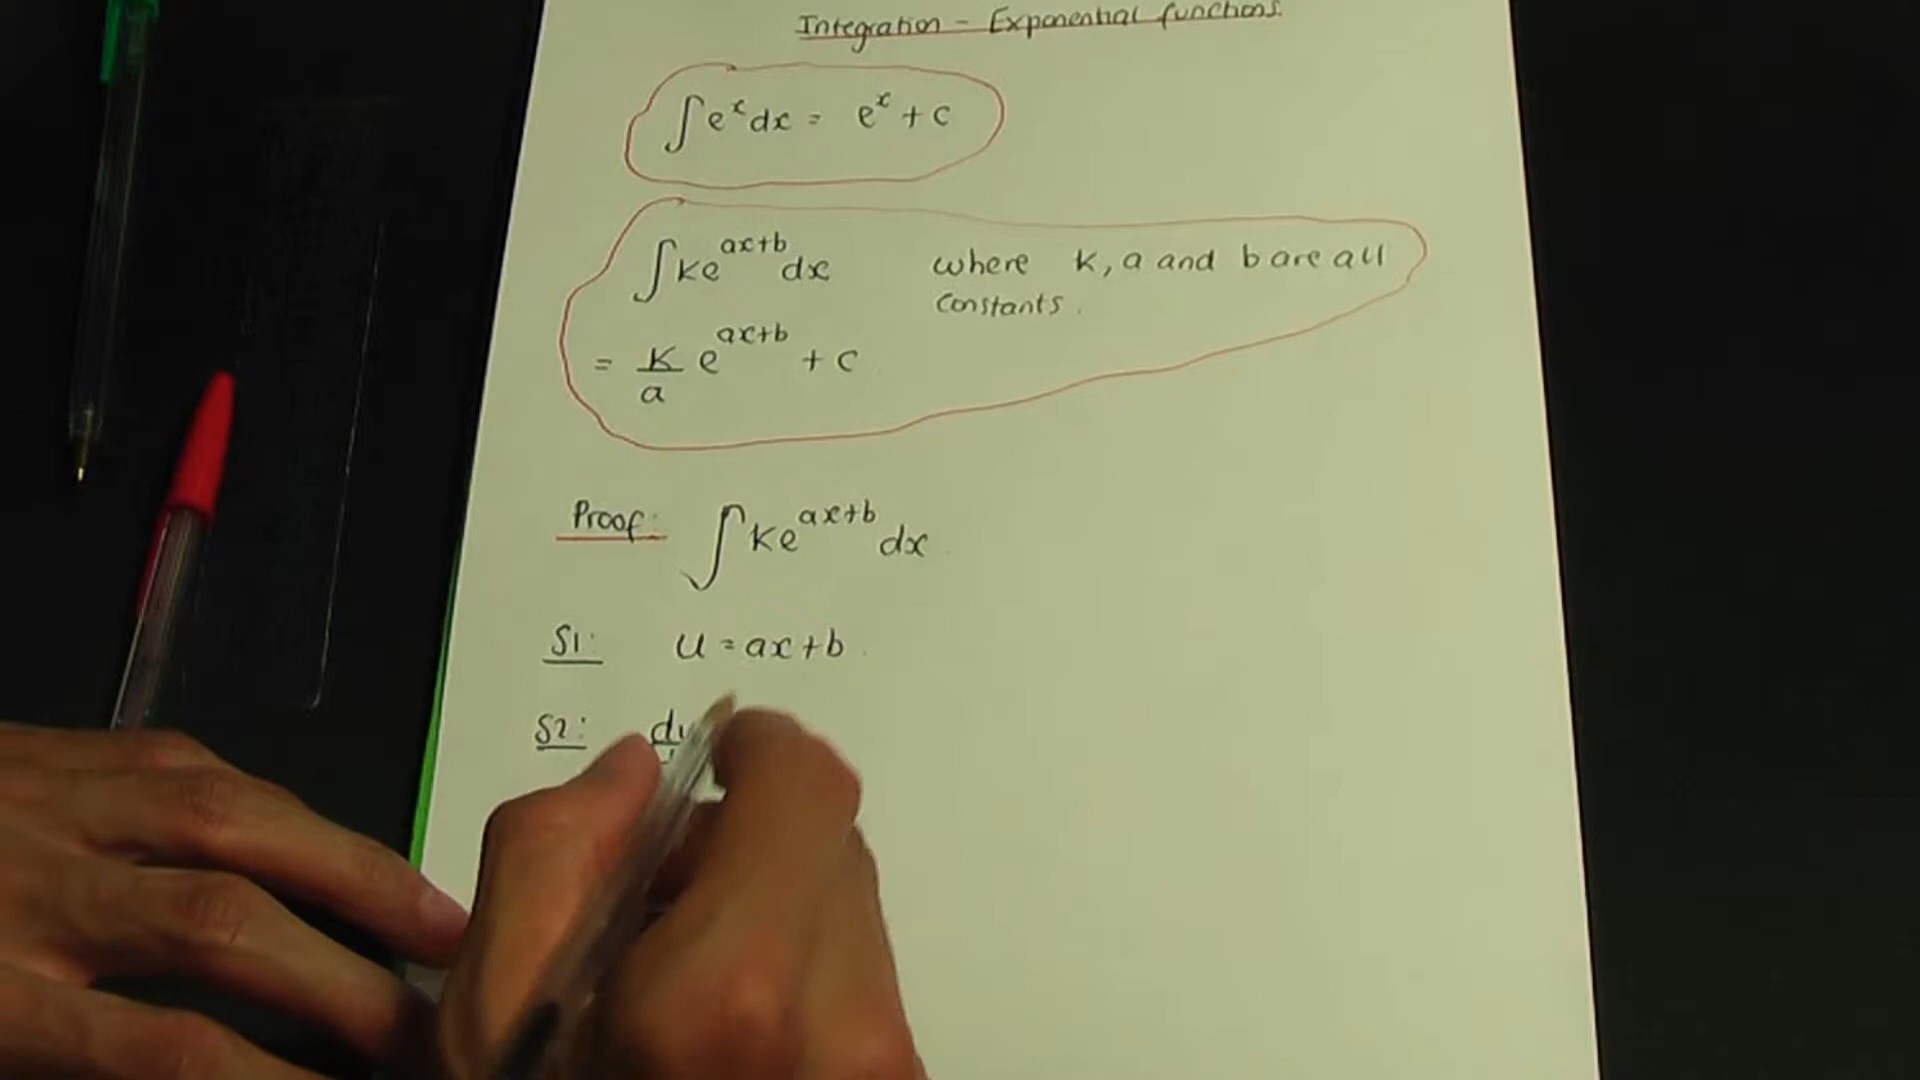 Integration - Exponential functions.
∫e^x dx = e^x + c
∫ke^(ax+b) dx where k, a and b are all
constants.
= k/a e^(ax+b) + c
Proof: ∫ke^(ax+b) dx
S1: u = ax+b
S2: du